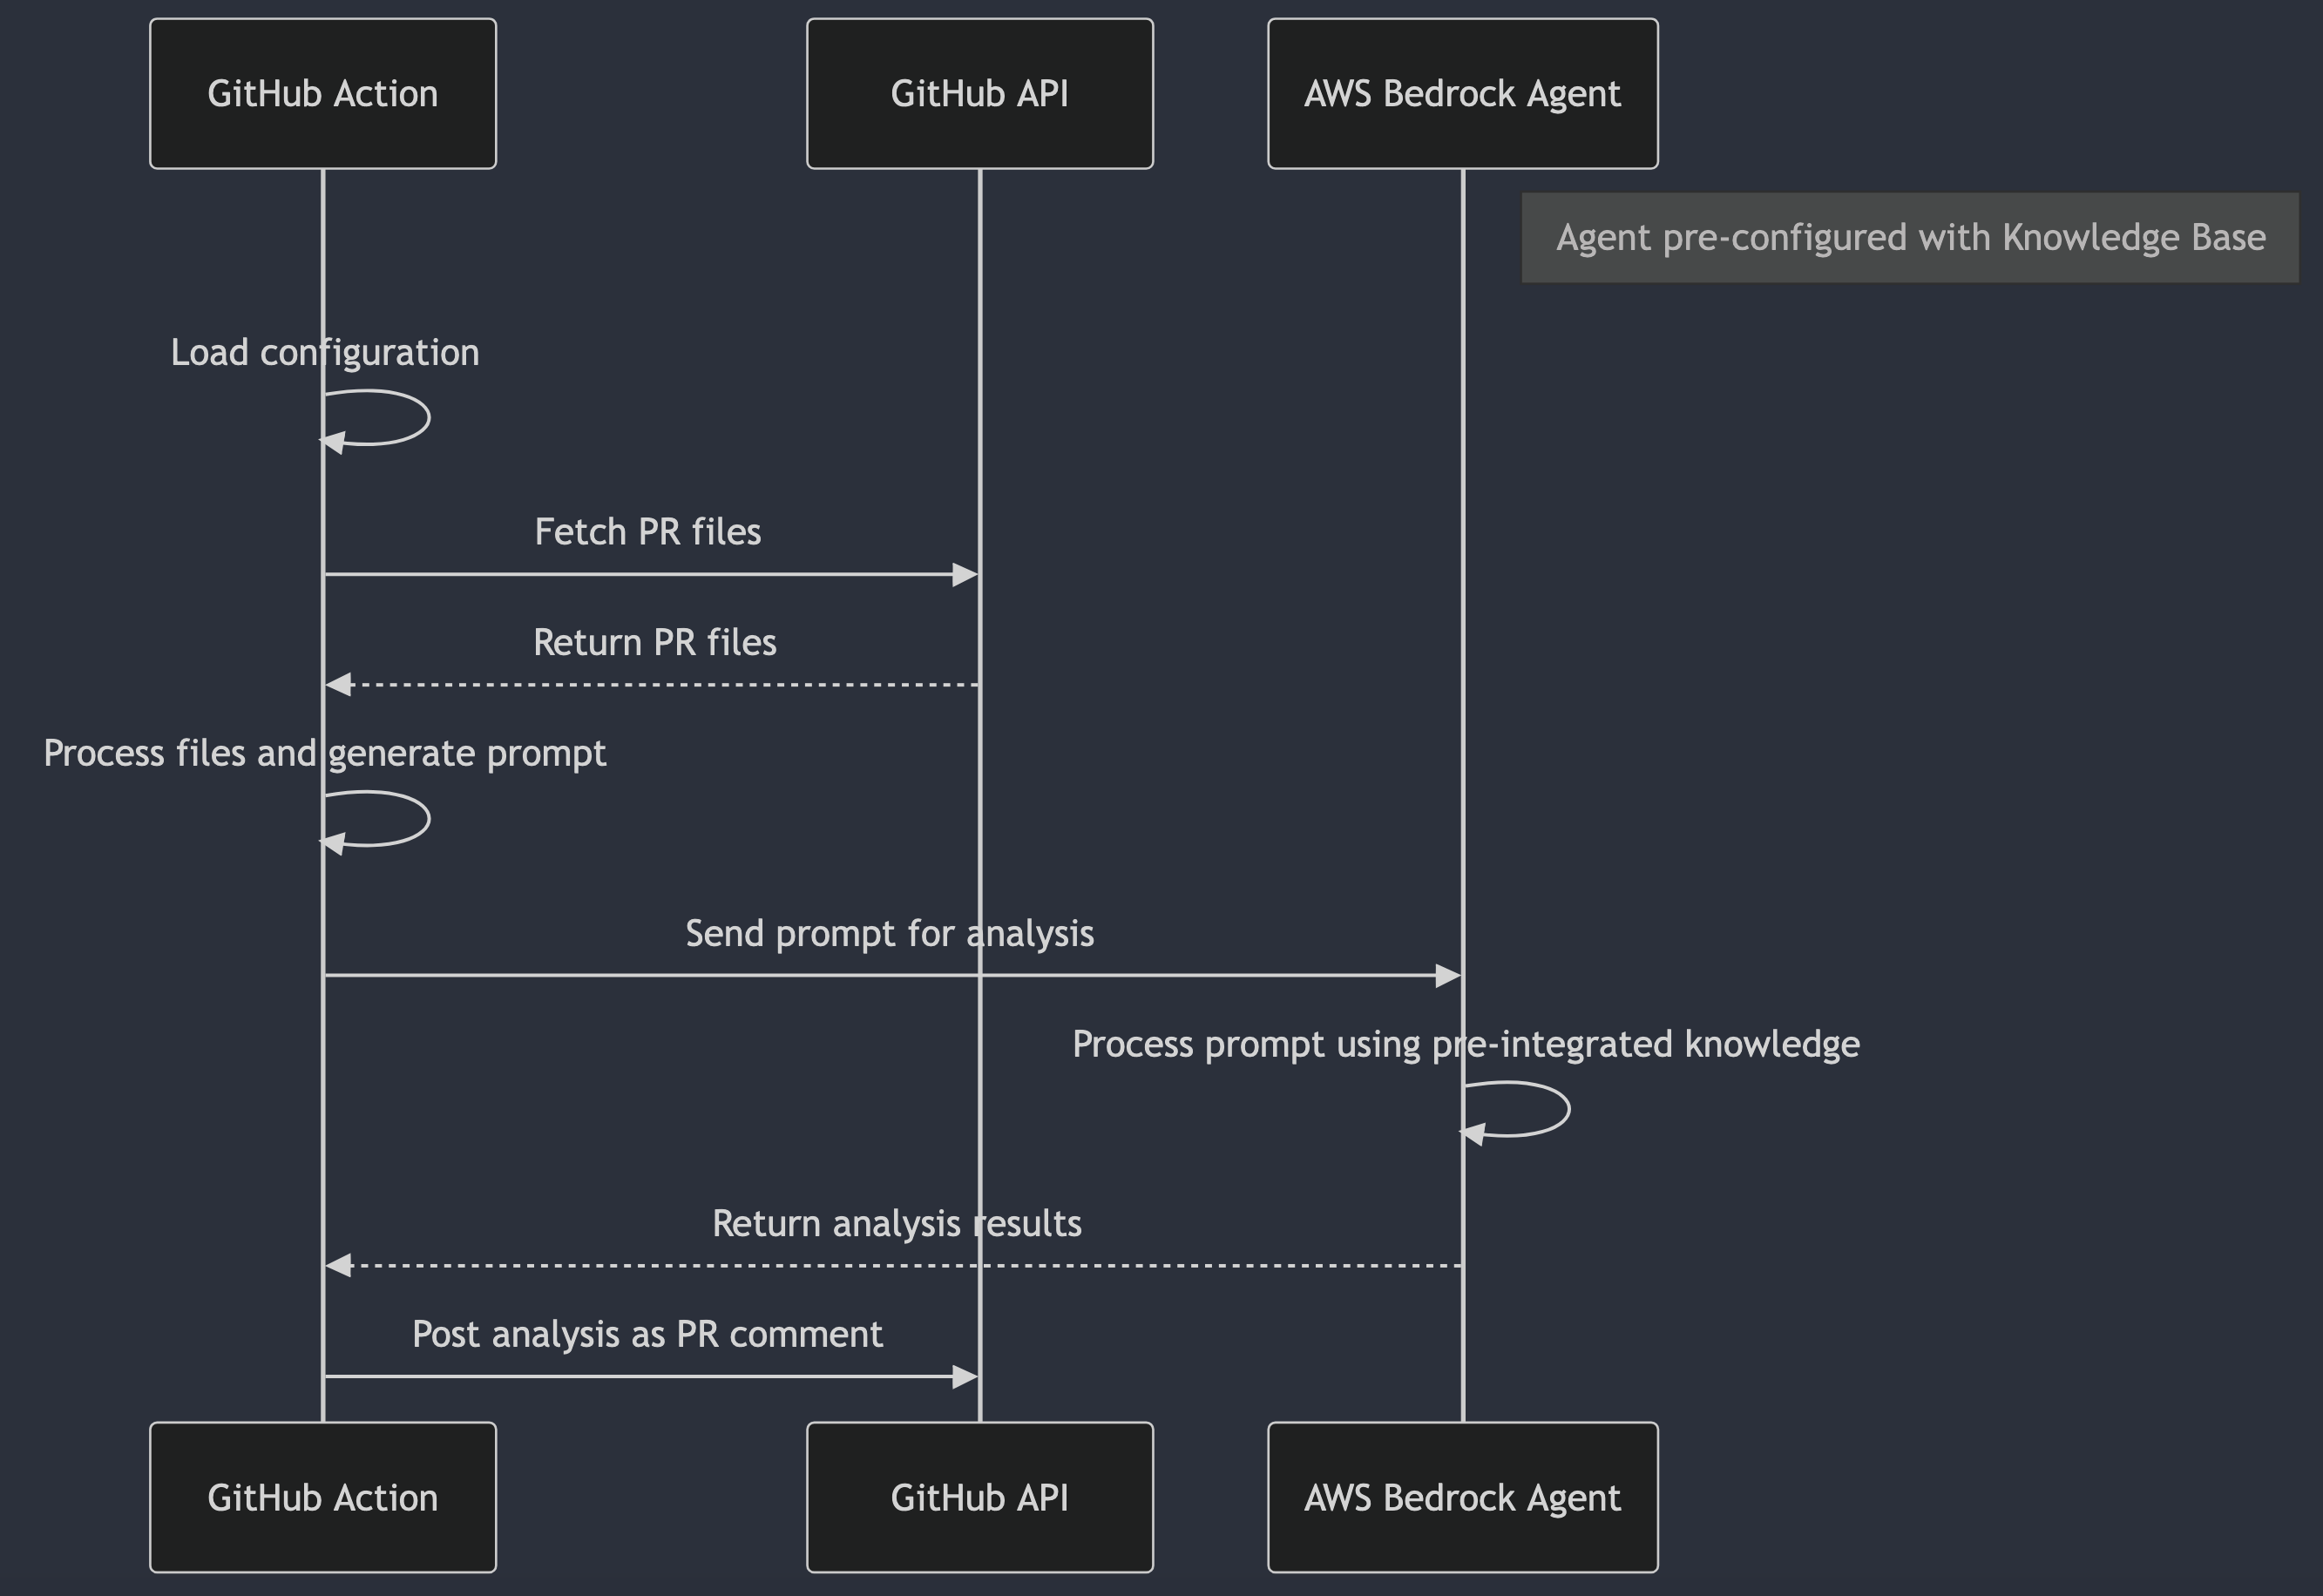 GitHub Action
GitHub API
AWS Bedrock Agent
Agent pre-configured with Knowledge Base
Load configuration
Fetch PR files
Return PR files
Process files and generate prompt
Send prompt for analysis
Process prompt using pre-integrated knowledge
Return analysis results
Post analysis as PR comment
GitHub Action
GitHub API
AWS Bedrock Agent